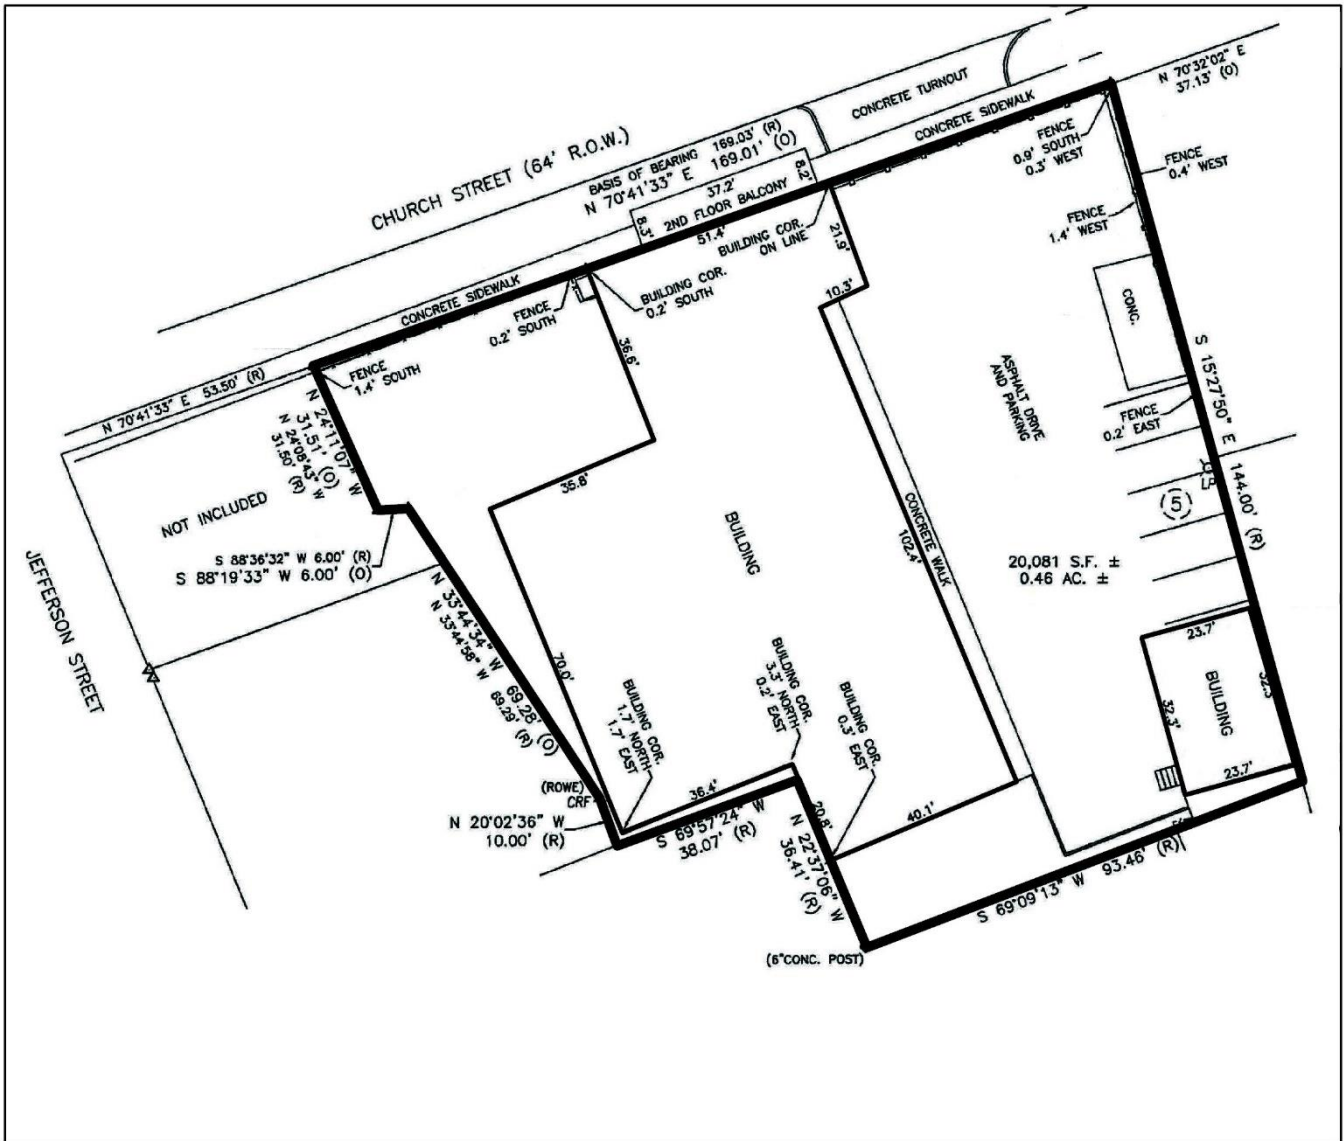 N 70°32'02" E
37.13' (O)
CONCRETE TURNOUT
CHURCH STREET (64' R.O.W.)
BASIS OF BEARING 169.03' (R)
N 70°41'33" E 169.01' (O)
CONCRETE SIDEWALK
FENCE
0.9' SOUTH
0.3' WEST
FENCE
0.4' WEST
37.2'
8.2'
8.3'
2ND FLOOR BALCONY
51.4'
BUILDING COR.
ON LINE
21.9'
FENCE
1.4' WEST
CONCRETE SIDEWALK
BUILDING COR.
0.2' SOUTH
FENCE
0.2' SOUTH
10.3'
CONC.
36.6'
FENCE
1.4' SOUTH
N 70°41'33" E 53.50' (R)
N 24°11'07" W
31.51' (O)
N 24°08'43" W
31.50' (R)
ASPHALT DRIVE
AND PARKING
S 15°27'50" E 144.00' (R)
FENCE
0.2' EAST
35.8'
LP
5
NOT INCLUDED
BUILDING
CONCRETE WALK
102.4'
S 88°36'32" W 6.00' (R)
S 88°19'33" W 6.00' (O)
20,081 S.F. ±
0.46 AC. ±
JEFFERSON STREET
N 33°44'34" W 69.28' (O)
N 33°44'58" W 69.29' (R)
70.0'
23.7'
BUILDING
32.3'
32.3'
23.7'
BUILDING COR.
1.7' NORTH
1.7' EAST
BUILDING COR.
3.3' NORTH
0.2' EAST
BUILDING COR.
0.3' EAST
(ROWE)
CRF
36.4'
N 20°02'36" W
10.00' (R)
S 69°57'24" W
38.07' (R)
20.8'
40.1'
N 22°37'06" W
36.41' (R)
S 69°09'13" W 93.46' (R)
(6"CONC. POST)